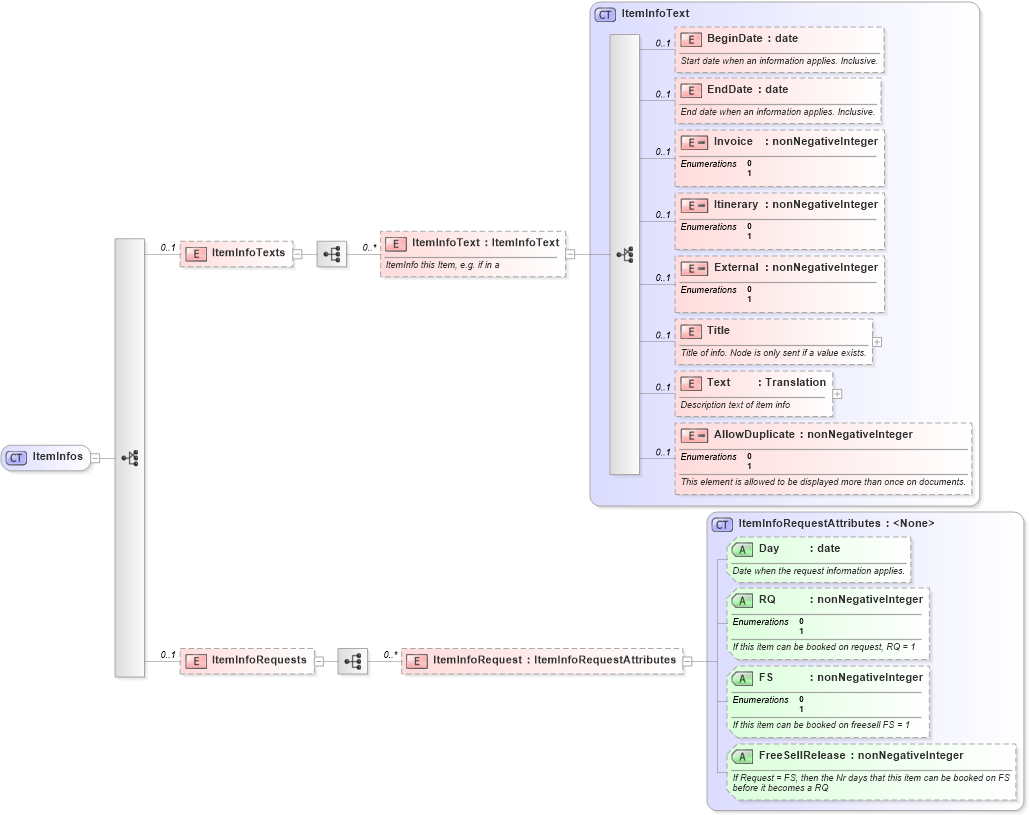 CT ItemInfoText
0..1 E BeginDate : date
Start date when an information applies. Inclusive.
0..1 E EndDate : date
End date when an information applies. Inclusive.
0..1 E Invoice : nonNegativeInteger
Enumerations 0
1
0..1 E Itinerary : nonNegativeInteger
Enumerations 0
1
0..1 E ItemInfoTexts
0..* E ItemInfoText : ItemInfoText
ItemInfo this Item, e.g. if in a
0..1 E External : nonNegativeInteger
Enumerations 0
1
0..1 E Title
Title of info. Node is only sent if a value exists.
0..1 E Text : Translation
Description text of item info
0..1 E AllowDuplicate : nonNegativeInteger
Enumerations 0
1
This element is allowed to be displayed more than once on documents.
CT ItemInfos
CT ItemInfoRequestAttributes : <None>
A Day : date
Date when the request information applies.
A RQ : nonNegativeInteger
Enumerations 0
1
If this item can be booked on request, RQ = 1
0..1 E ItemInfoRequests
0..* E ItemInfoRequest : ItemInfoRequestAttributes
A FS : nonNegativeInteger
Enumerations 0
1
If this item can be booked on freesell FS = 1
A FreeSellRelease : nonNegativeInteger
If Request = FS, then the Nr days that this item can be booked on FS
before it becomes a RQ